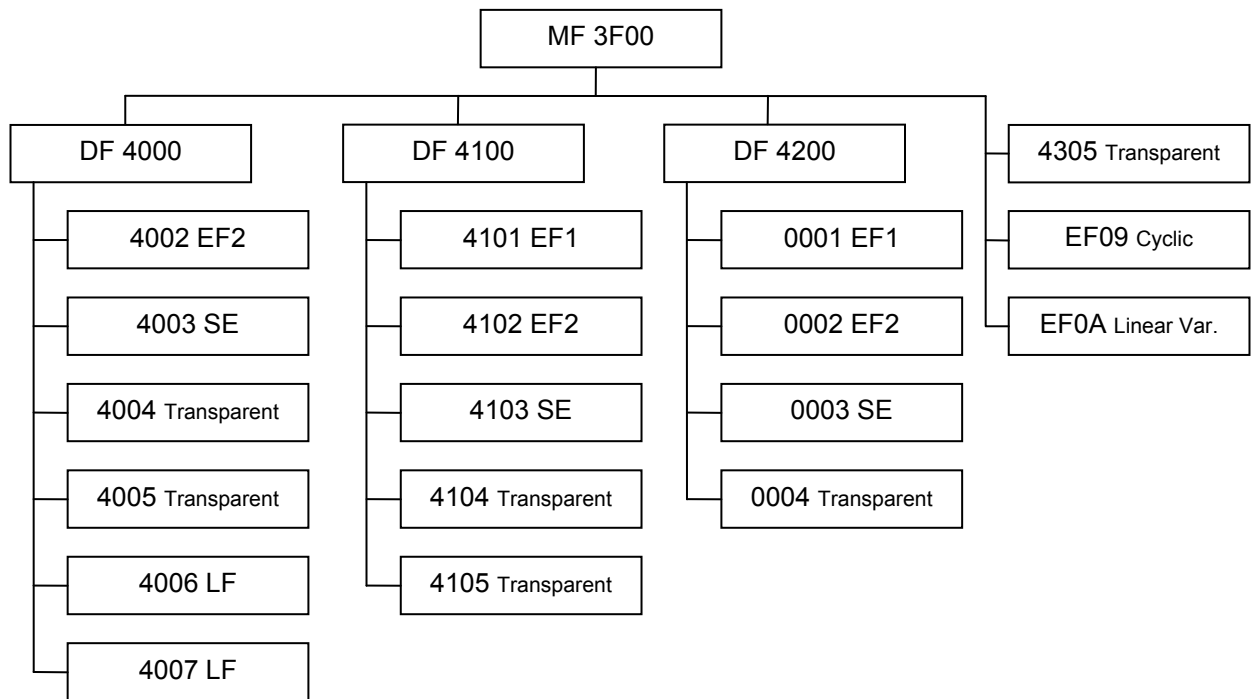 MF 3F00
DF 4000
DF 4100
DF 4200
4305 Transparent
4002 EF2
4101 EF1
0001 EF1
EF09 Cyclic
4003 SE
4102 EF2
0002 EF2
EF0A Linear Var.
4004 Transparent
4103 SE
0003 SE
4005 Transparent
4104 Transparent
0004 Transparent
4006 LF
4105 Transparent
4007 LF